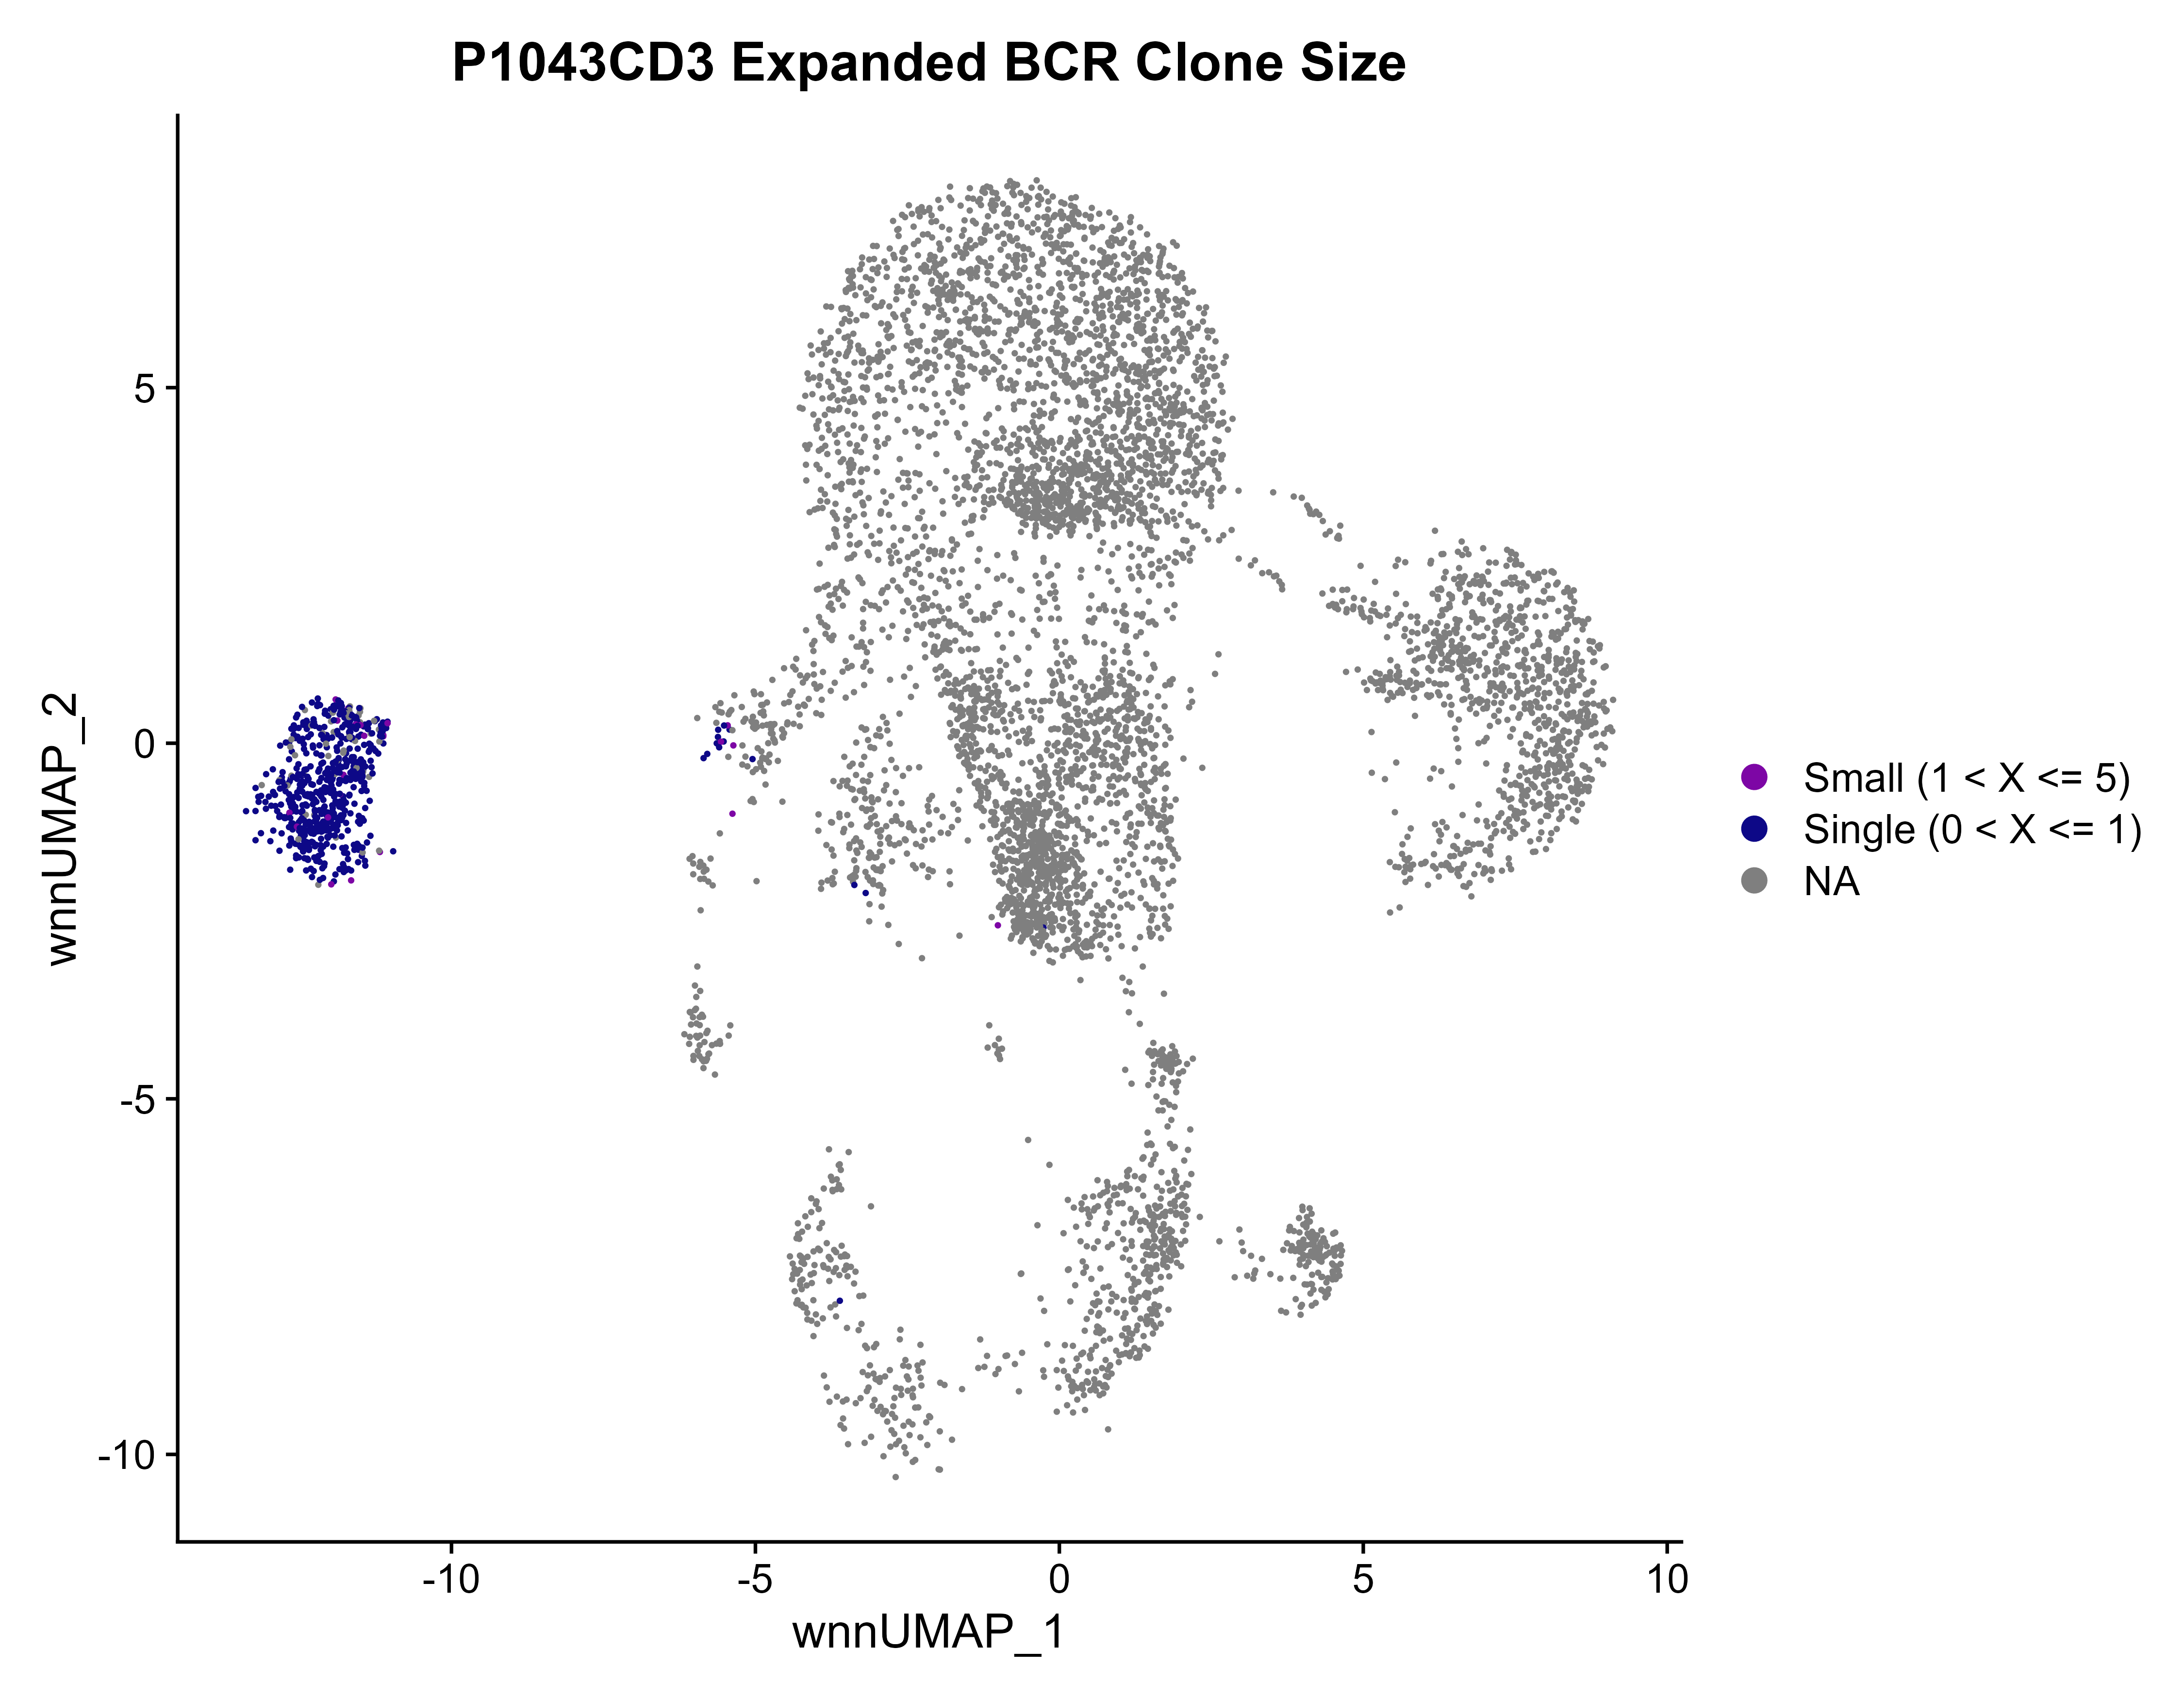 P1043CD3 Expanded BCR Clone Size
wnnUMAP_2
5
0
-5
-10
-10
-5
0
5
10
wnnUMAP_1
Small (1 < X <= 5)
Single (0 < X <= 1)
NA